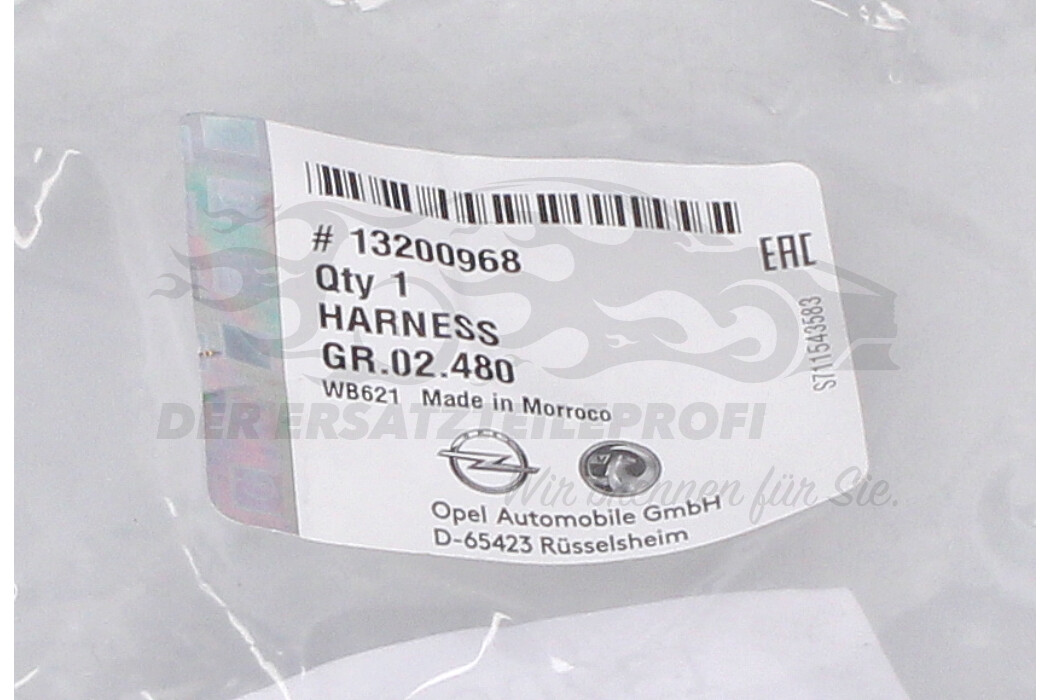 # 13200968
EAC
Qty 1
HARNESS
GR.02.480
WB621 Made in Morroco
S711543583
DER ERSATZTEILEPROFI
Wir brennen für Sie.
Opel Automobile GmbH
D-65423 Rüsselsheim